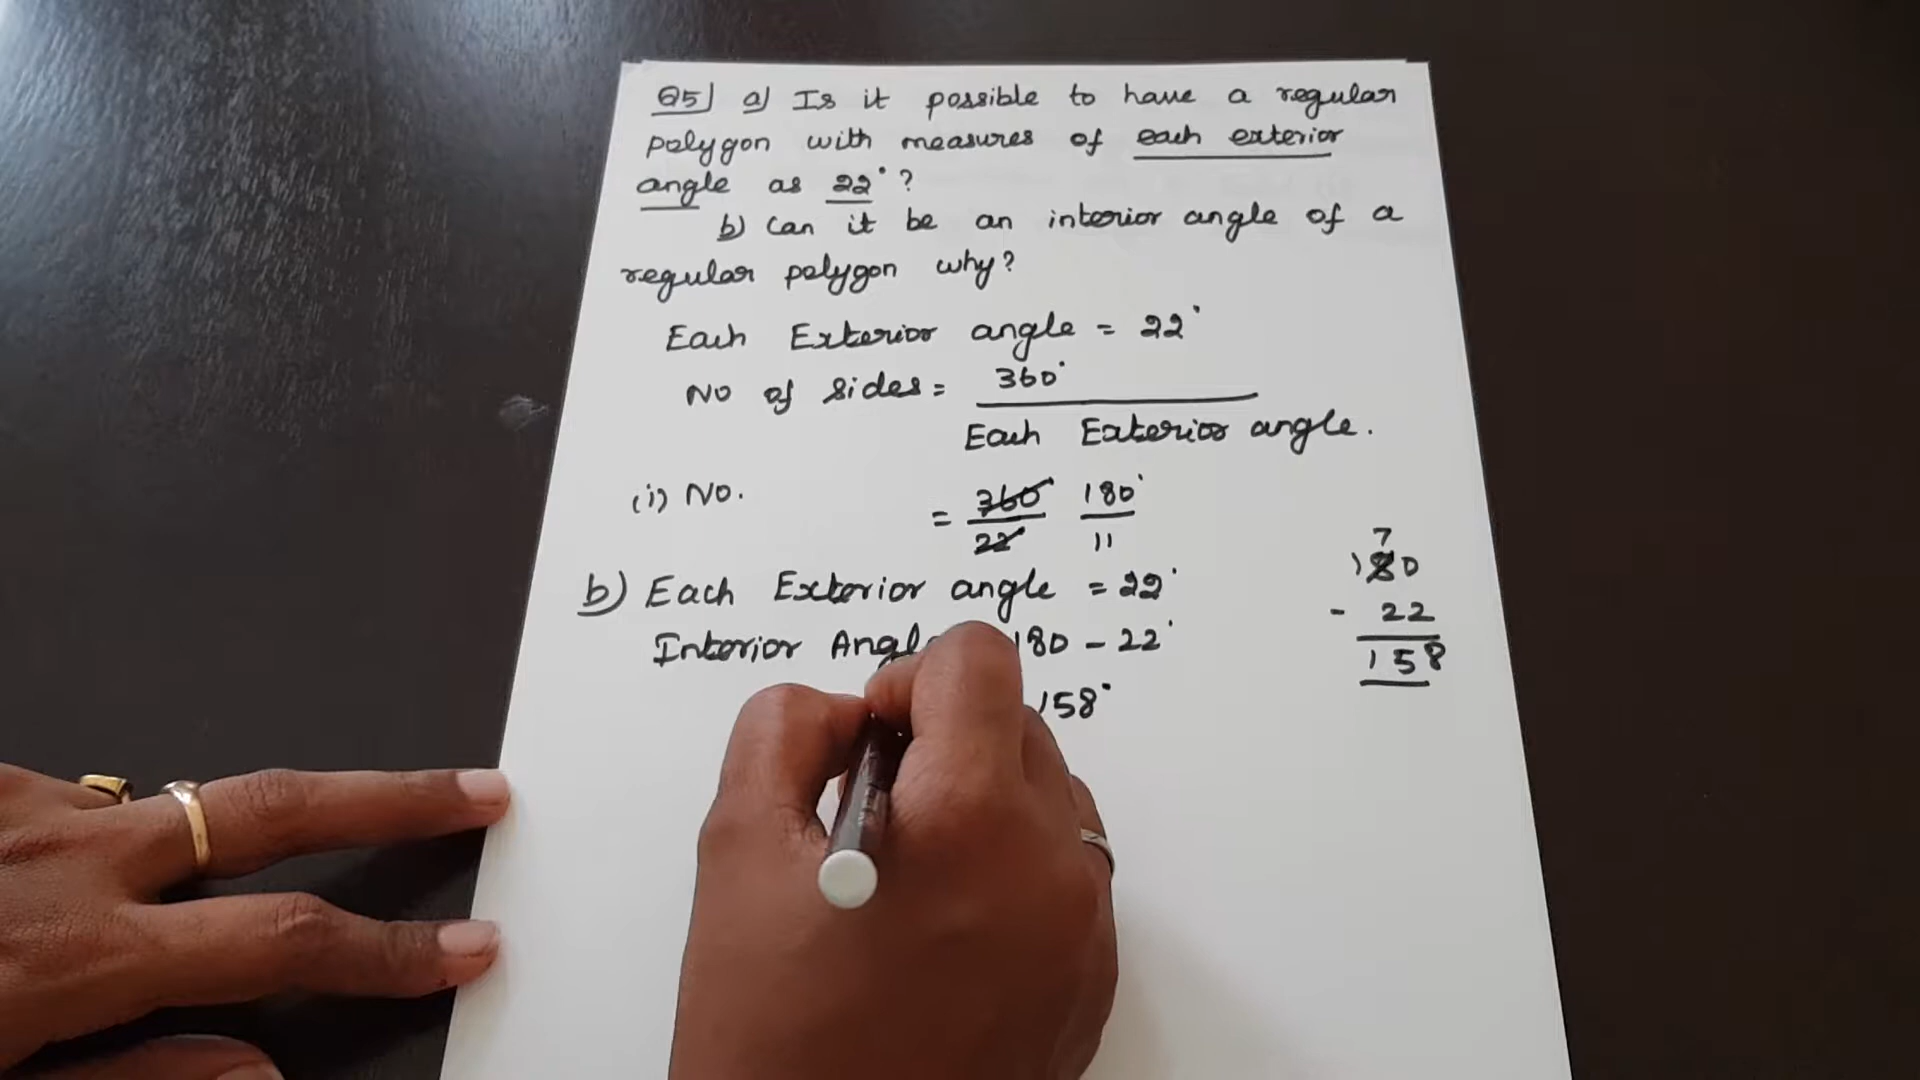 Q5) a) Is it possible to have a regular
polygon with measures of each exterior
angle as 22°?
b) Can it be an interior angle of a
regular polygon why?
Each Exterior angle = 22°
No of sides = 360°
Each Exterior angle.
(i) No.
= 360 180°
22 11
b) Each Exterior angle = 22°
Interior Angle 180 - 22°
158°
7
180
- 22
158